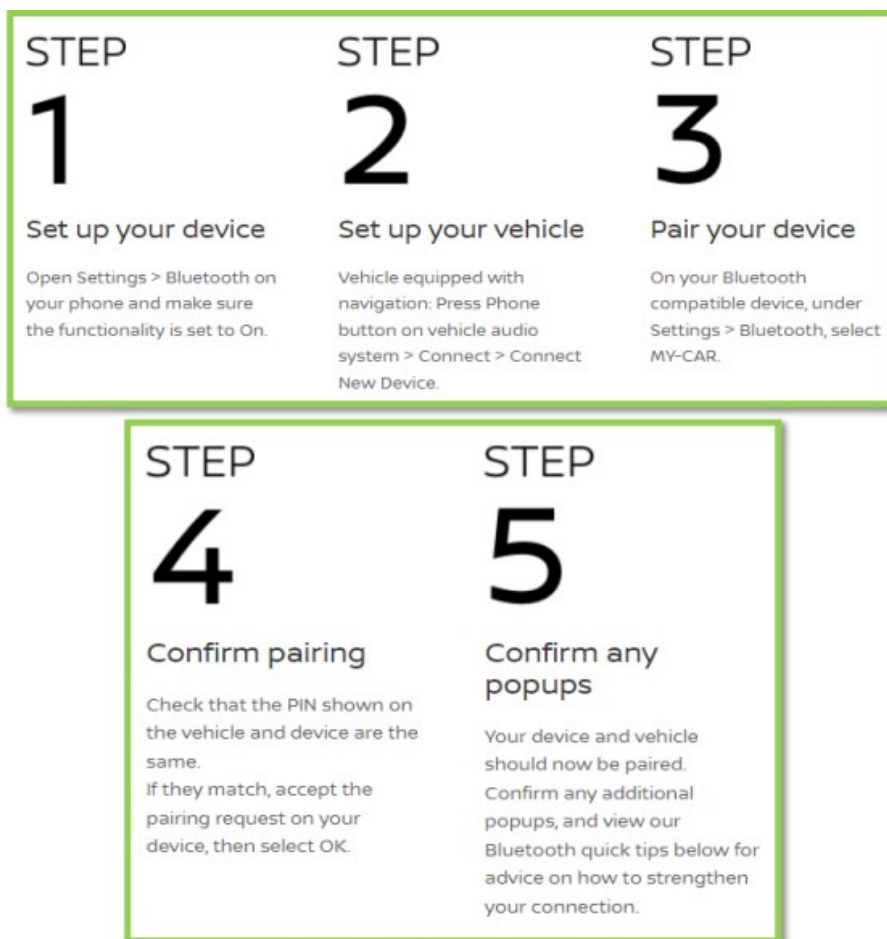 STEP
1
Set up your device
Open Settings > Bluetooth on
your phone and make sure
the functionality is set to On.
STEP
2
Set up your vehicle
Vehicle equipped with
navigation: Press Phone
button on vehicle audio
system > Connect > Connect
New Device.
STEP
3
Pair your device
On your Bluetooth
compatible device, under
Settings > Bluetooth, select
MY-CAR.
STEP
4
Confirm pairing
Check that the PIN shown on
the vehicle and device are the
same.
If they match, accept the
pairing request on your
device, then select OK.
STEP
5
Confirm any
popups
Your device and vehicle
should now be paired.
Confirm any additional
popups, and view our
Bluetooth quick tips below for
advice on how to strengthen
your connection.